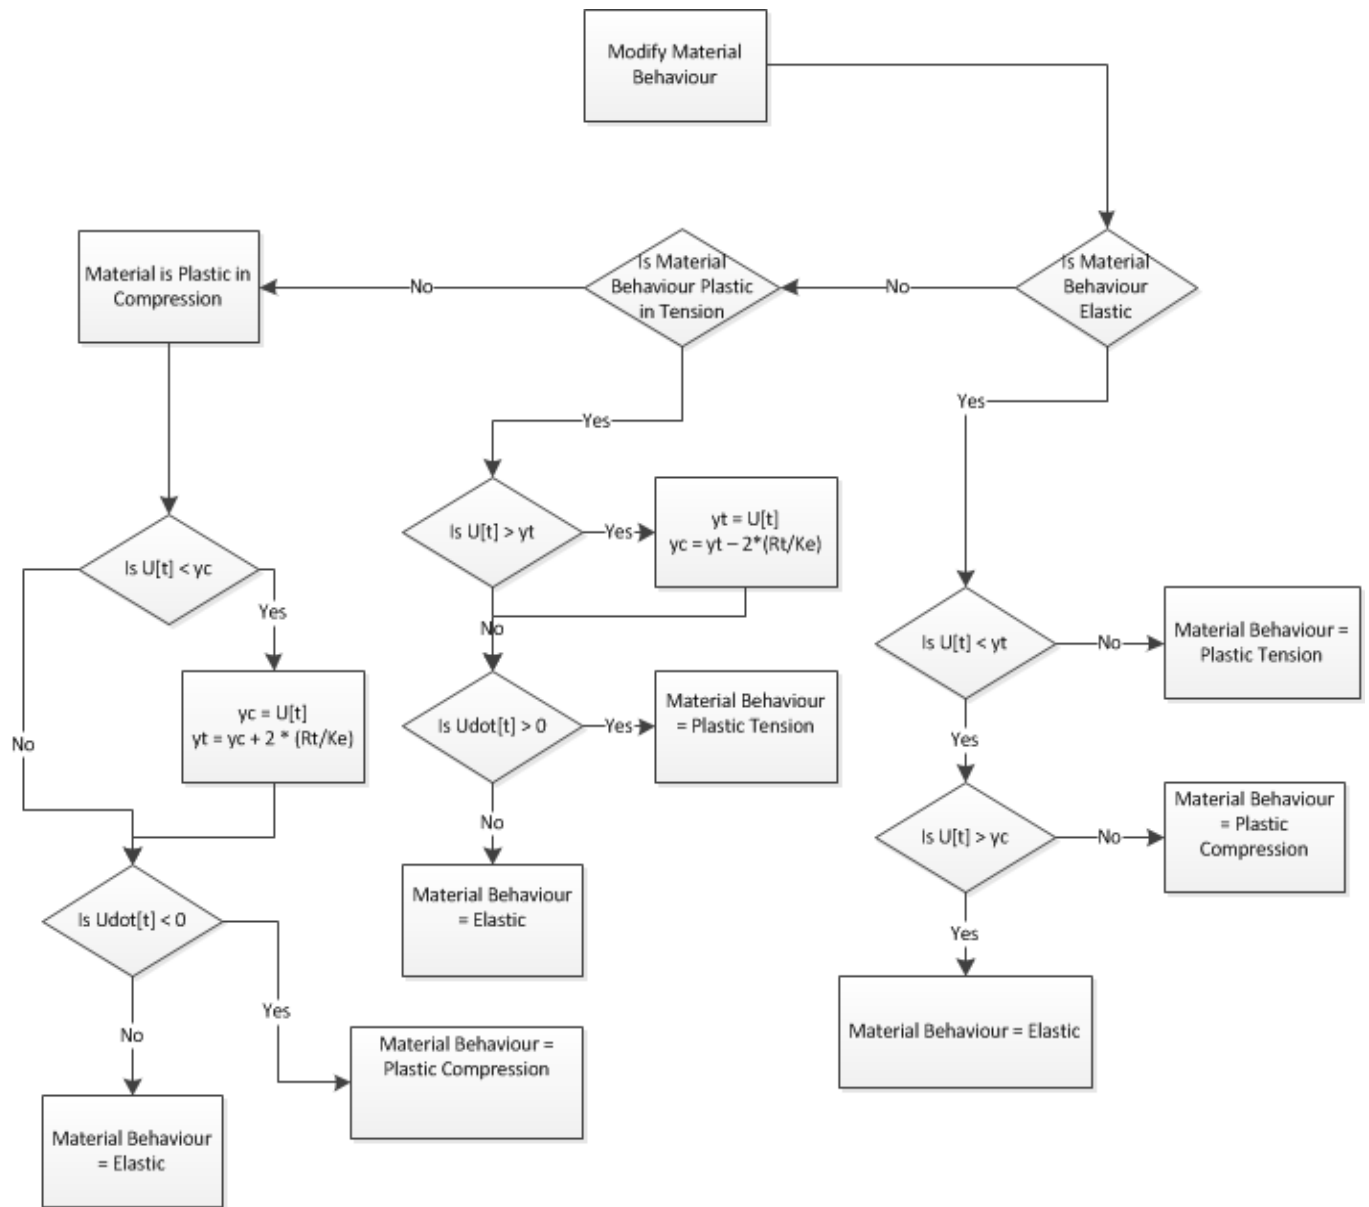 Modify Material
Behaviour
Is Material
Behaviour
Elastic
No
Is Material
Behaviour Plastic
in Tension
No
Material is Plastic in
Compression
Yes
Yes
Is U[t] > yt
Yes
yt = U[t]
yc = yt – 2*(Rt/Ke)
Is U[t] < yc
Yes
No
Is U[t] < yt
No
Material Behaviour =
Plastic Tension
yc = U[t]
yt = yc + 2 * (Rt/Ke)
No
Is Udot[t] > 0
Yes
Material Behaviour
= Plastic Tension
Yes
Is U[t] > yc
No
Material Behaviour
= Plastic
Compression
No
Material Behaviour
= Elastic
Is Udot[t] < 0
Yes
Yes
No
Material Behaviour = Elastic
Material Behaviour =
Plastic Compression
Material Behaviour
= Elastic